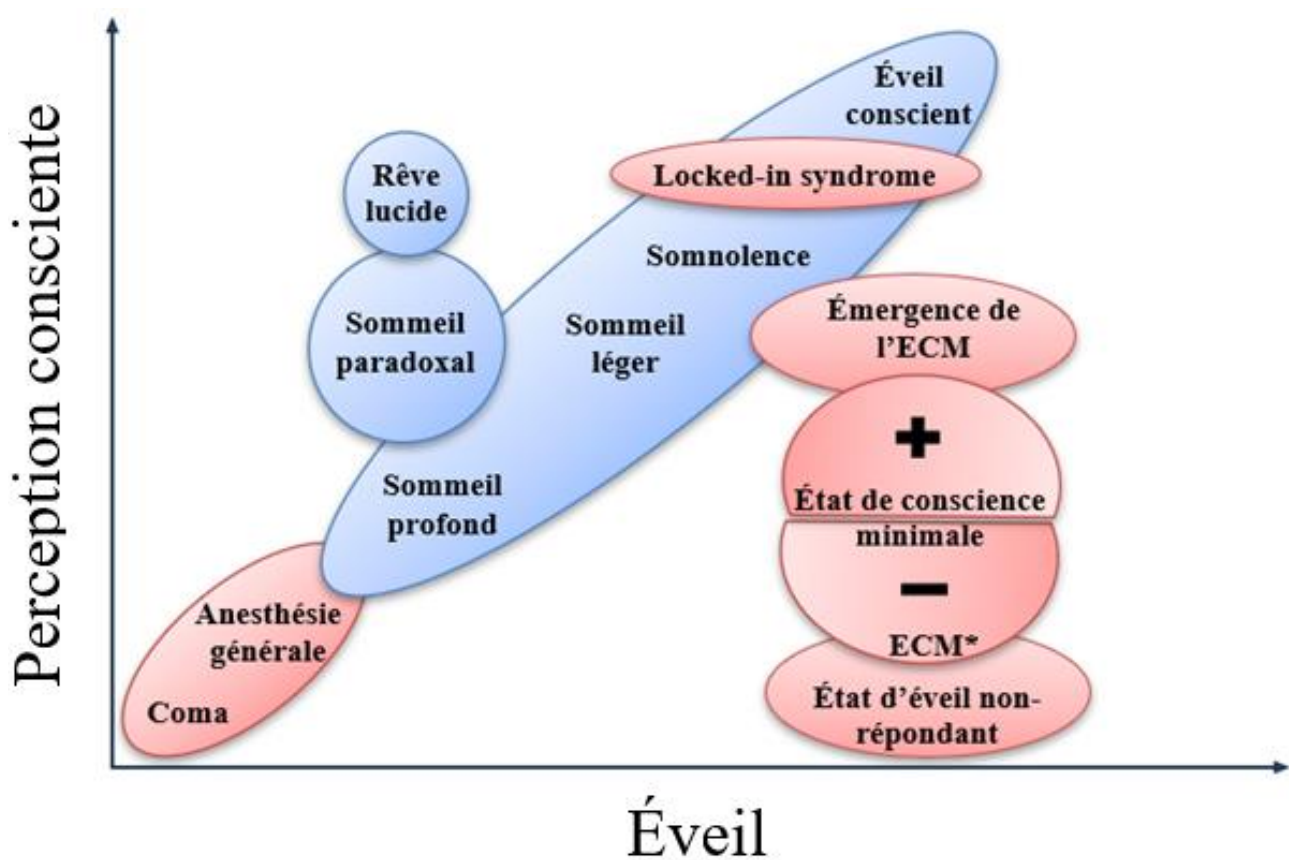 Perception consciente
Éveil
conscient
Rêve
lucide
Locked-in syndrome
Somnolence
Sommeil
paradoxal
Sommeil
léger
Émergence de
l'ECM
+
Sommeil
profond
État de conscience
minimale
−
Anesthésie
générale
ECM*
Coma
État d'éveil non-
répondant
Éveil